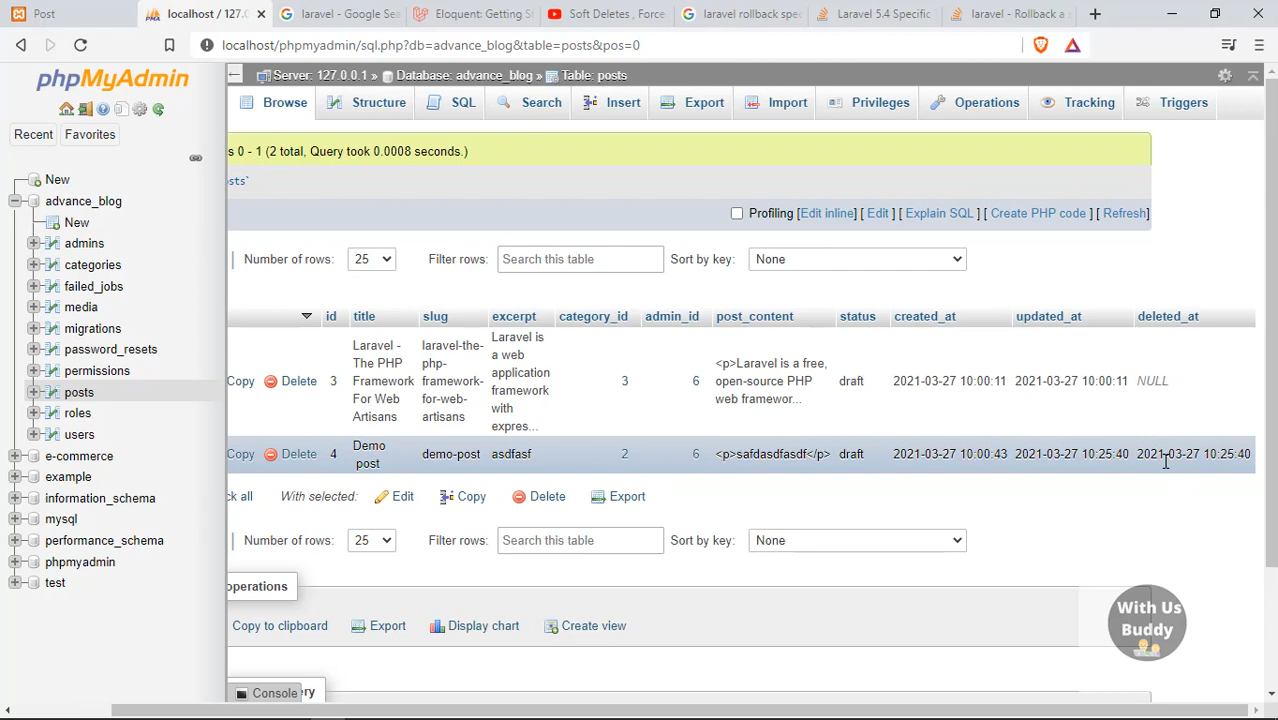 Post
localhost / 127.0
laravel - Google Sea
Eloquent: Getting S
Soft Deletes , Force
laravel rollback spe
Laravel 5.4 Specific
laravel - Rollback a s
localhost/phpmyadmin/sql.php?db=advance_blog&table=posts&pos=0
phpMyAdmin
Server: 127.0.0.1 » Database: advance_blog » Table: posts
Browse Structure SQL Search Insert Export Import Privileges Operations Tracking Triggers
Recent Favorites
New
advance_blog
New
admins
categories
failed_jobs
media
migrations
password_resets
permissions
posts
roles
users
e-commerce
example
information_schema
mysql
performance_schema
phpmyadmin
test
s 0 - 1 (2 total, Query took 0.0008 seconds.)
sts`
Profiling [Edit inline] [ Edit ] [ Explain SQL ] [ Create PHP code ] [ Refresh]
Number of rows: 25 Filter rows: Search this table Sort by key: None
id title slug excerpt category_id admin_id post_content status created_at updated_at deleted_at
Copy Delete 3
Laravel -
The PHP
Framework
For Web
Artisans
laravel-the-
php-
framework-
for-web-
artisans
Laravel is
a web
application
framework
with
expres...
3 6
<p>Laravel is a free,
open-source PHP
web framewor...
draft 2021-03-27 10:00:11 2021-03-27 10:00:11 NULL
Copy Delete 4
Demo
post
demo-post asdfasf 2 6 <p>safdasdfasdf</p> draft 2021-03-27 10:00:43 2021-03-27 10:25:40 2021-03-27 10:25:40
ck all With selected: Edit Copy Delete Export
Number of rows: 25 Filter rows: Search this table Sort by key: None
operations
Copy to clipboard Export Display chart Create view
With Us
Buddy
Console
ry